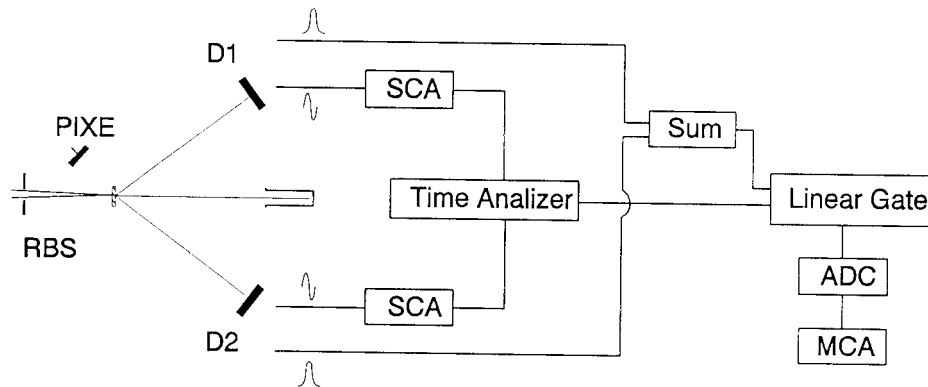 D1
SCA
PIXE
Sum
Time Analizer
Linear Gate
RBS
ADC
SCA
D2
MCA